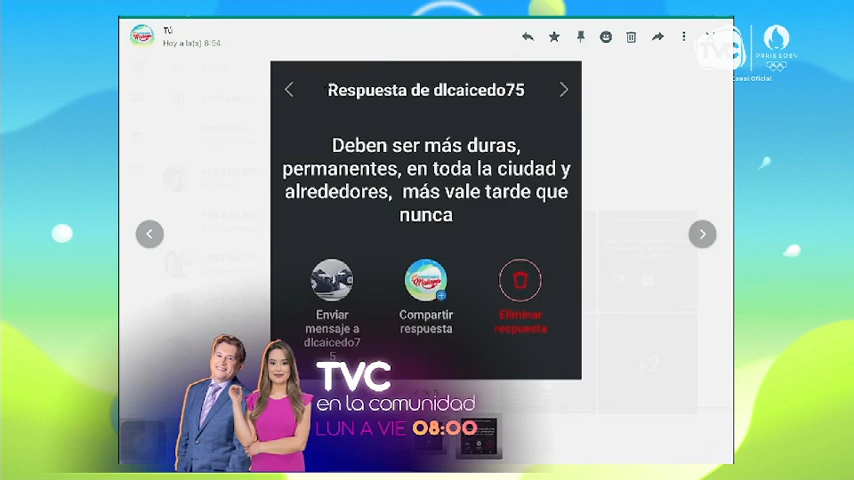 Tú
Hoy a la(s) 8:54
TVC
PARIS 2024
Canal Oficial
Respuesta de dlcaicedo75
Deben ser más duras,
permanentes, en toda la ciudad y
alrededores, más vale tarde que
nunca
Enviar
mensaje a
dlcaicedo7
5
Compartir
respuesta
Eliminar
respuesta
+2
TVC
en la comunidad
LUN A VIE 08:00